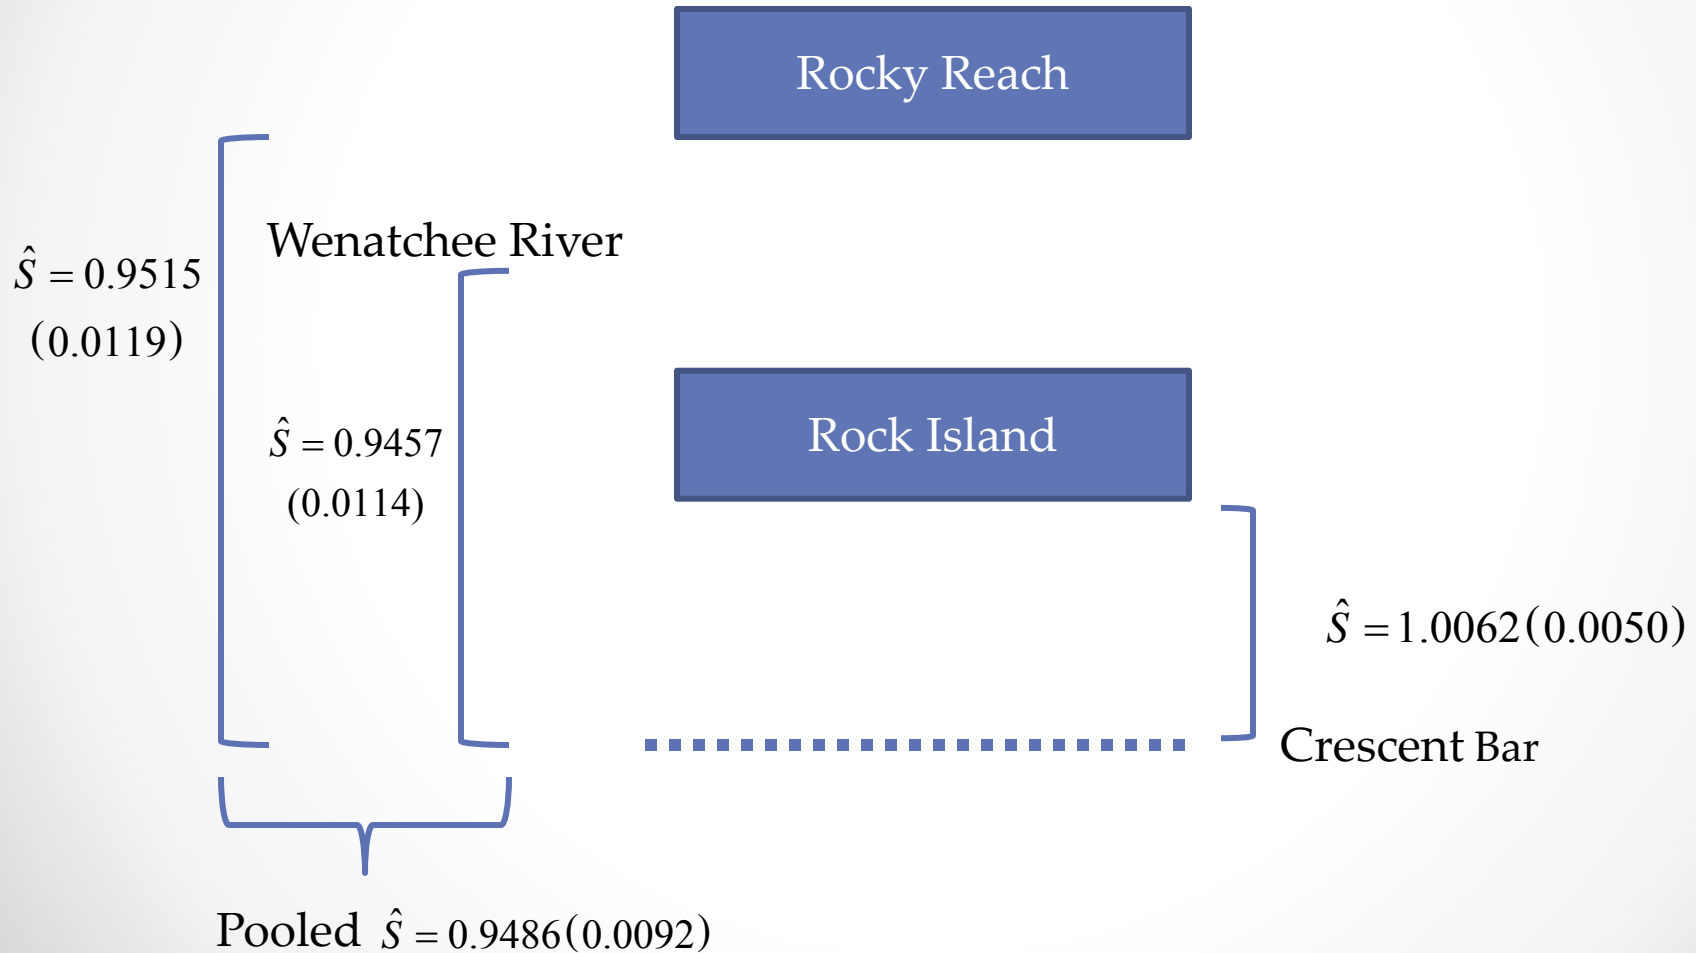 Rocky Reach
Wenatchee River
Ŝ = 0.9515
(0.0119)
Rock Island
Ŝ = 0.9457
(0.0114)
Ŝ = 1.0062(0.0050)
Crescent Bar
Pooled Ŝ = 0.9486(0.0092)